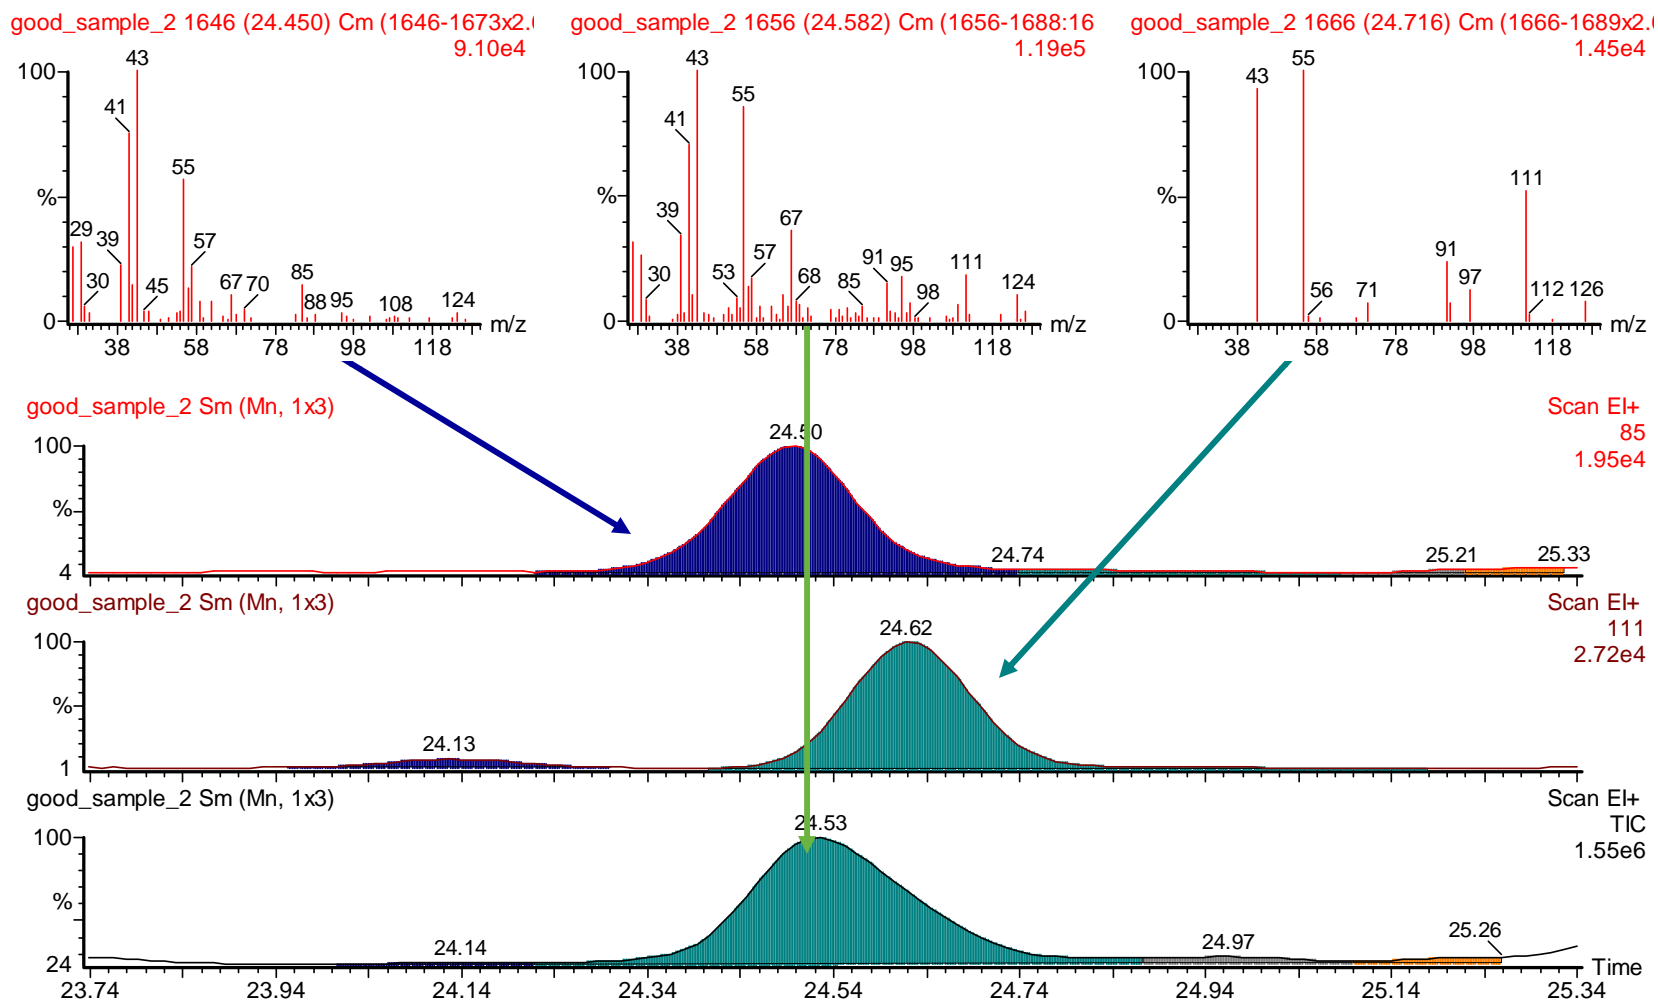 good_sample_2 1646 (24.450) Cm (1646-1673x2.0
9.10e4
100
43
41
55
%
29
39
57
30
45
67
70
85
88
95
108
124
0
m/z
38 58 78 98 118
good_sample_2 1656 (24.582) Cm (1656-1688:16
1.19e5
100
43
55
41
%
39
67
30
53
57
68
85
91
95
98
111
124
0
m/z
38 58 78 98 118
good_sample_2 1666 (24.716) Cm (1666-1689x2.0
1.45e4
100
43
55
%
111
91
97
56
71
112
126
0
m/z
38 58 78 98 118
good_sample_2 Sm (Mn, 1x3)
Scan EI+
85
1.95e4
100
24.50
%
24.74
25.21
25.33
4
good_sample_2 Sm (Mn, 1x3)
Scan EI+
111
2.72e4
100
24.62
%
24.13
1
good_sample_2 Sm (Mn, 1x3)
Scan EI+
TIC
1.55e6
100
24.53
%
24.14
24.97
25.26
24
Time
23.74 23.94 24.14 24.34 24.54 24.74 24.94 25.14 25.34